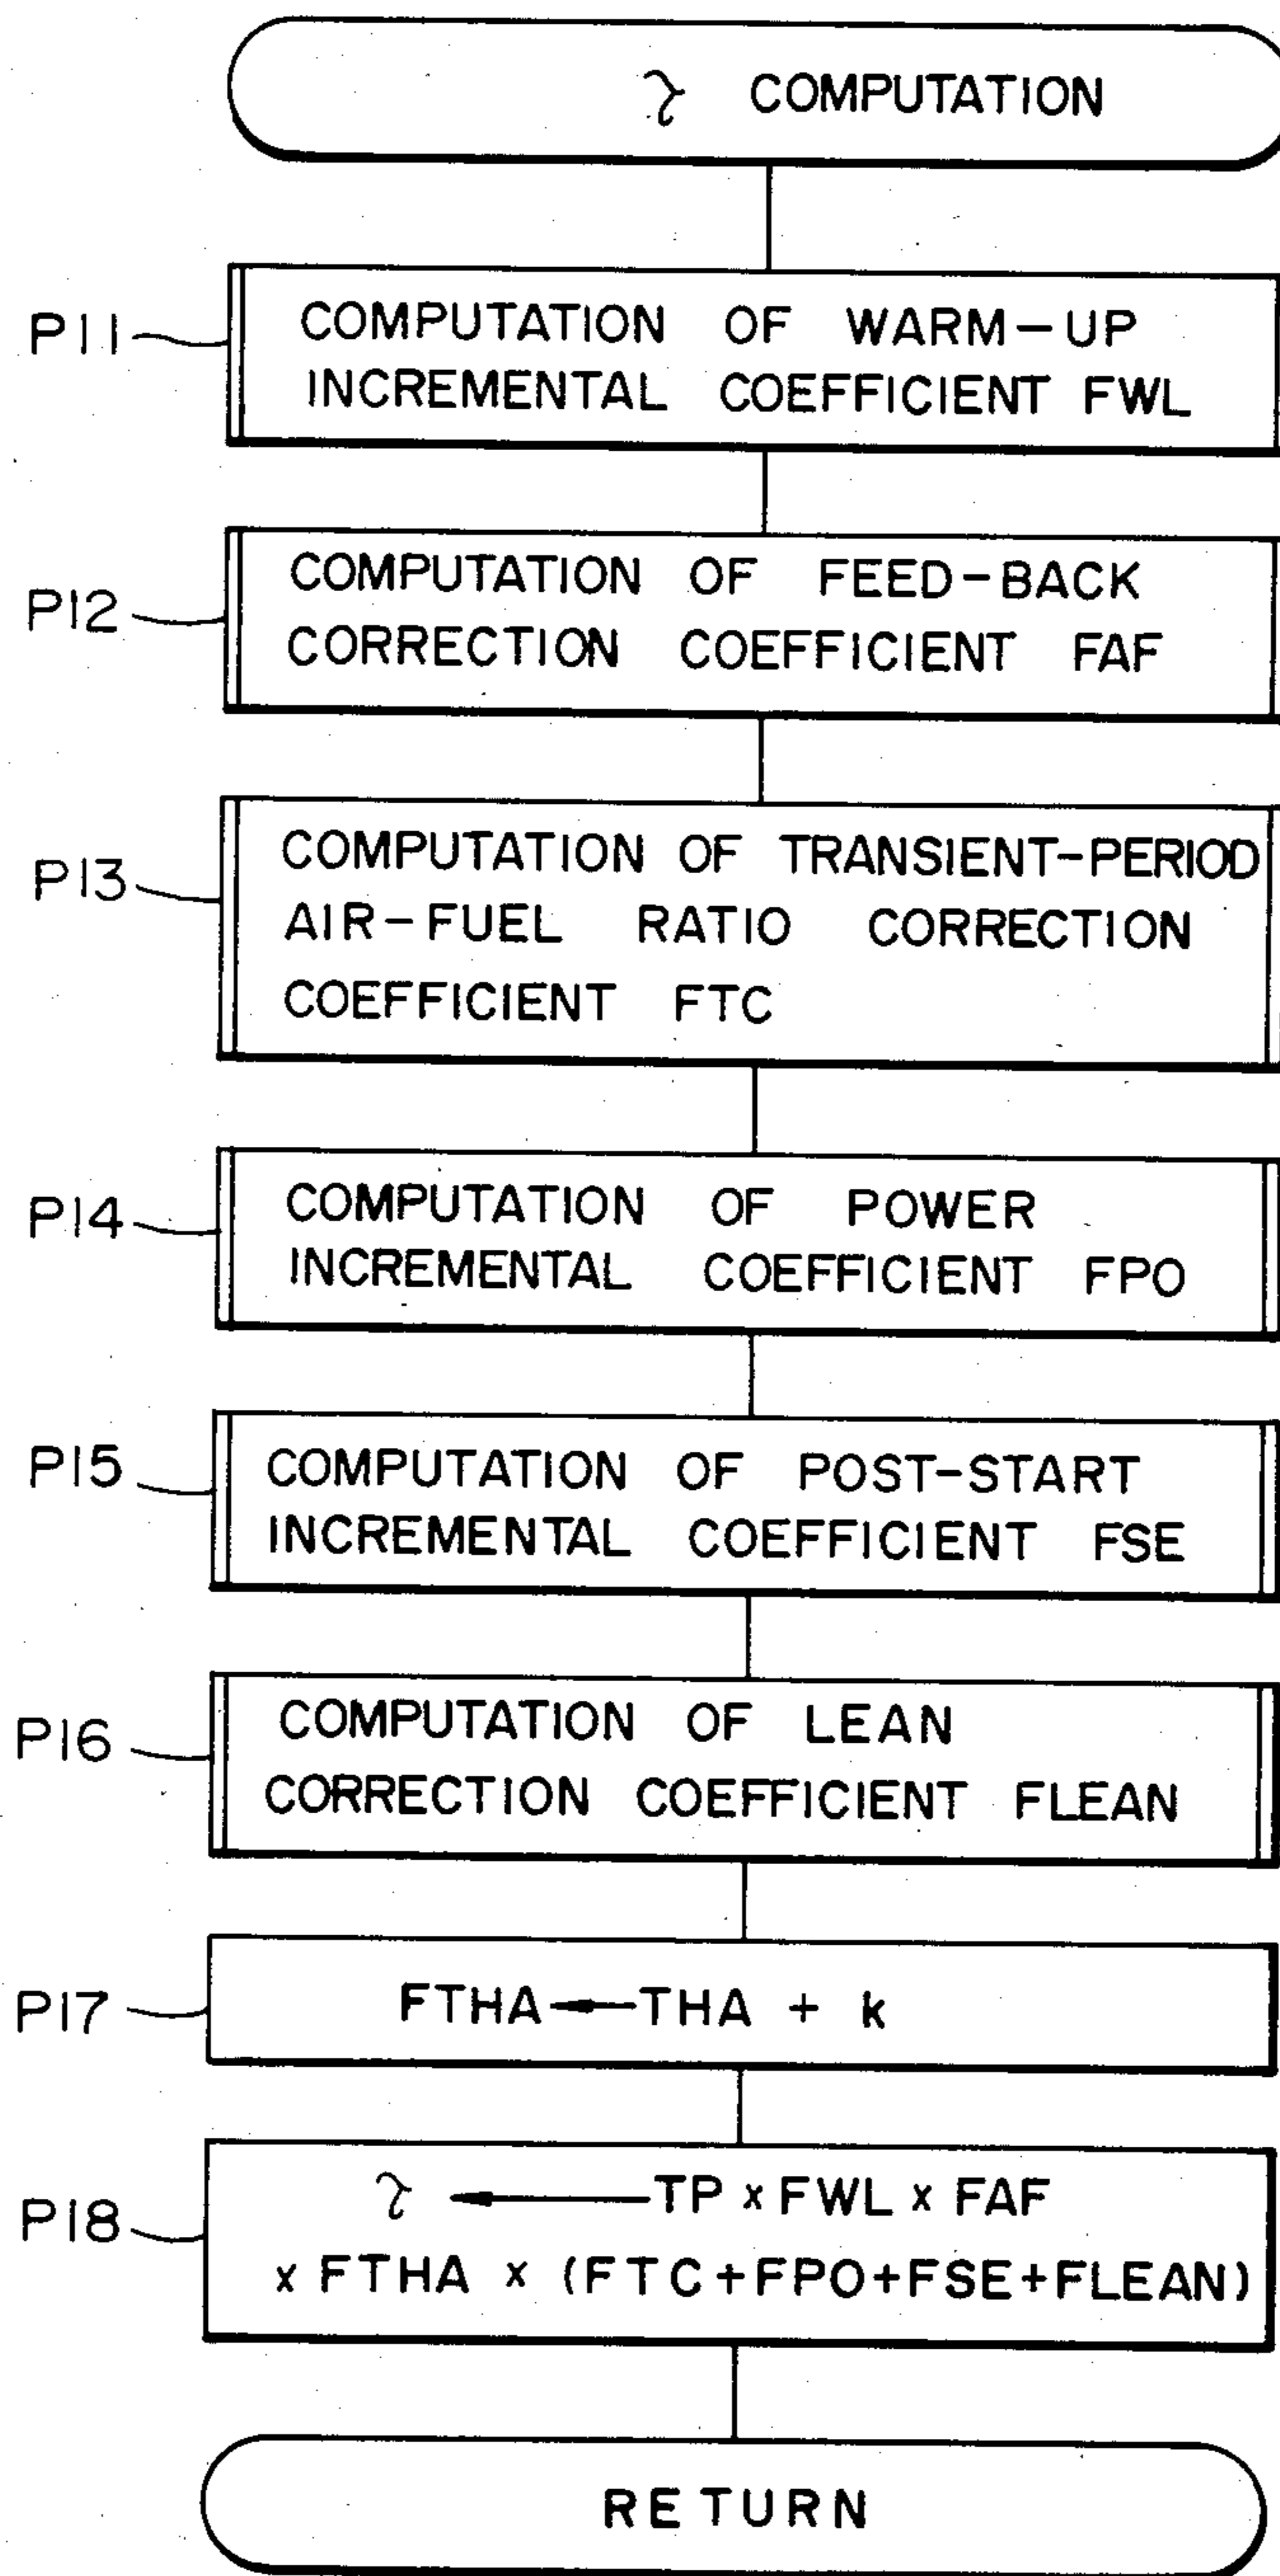 τ COMPUTATION
P11
COMPUTATION OF WARM-UP
INCREMENTAL COEFFICIENT FWL
P12
COMPUTATION OF FEED-BACK
CORRECTION COEFFICIENT FAF
P13
COMPUTATION OF TRANSIENT-PERIOD
AIR-FUEL RATIO CORRECTION
COEFFICIENT FTC
P14
COMPUTATION OF POWER
INCREMENTAL COEFFICIENT FPO
P15
COMPUTATION OF POST-START
INCREMENTAL COEFFICIENT FSE
P16
COMPUTATION OF LEAN
CORRECTION COEFFICIENT FLEAN
P17
FTHA ← THA + k
P18
τ ← TP x FWL x FAF
x FTHA x (FTC+FPO+FSE+FLEAN)
RETURN